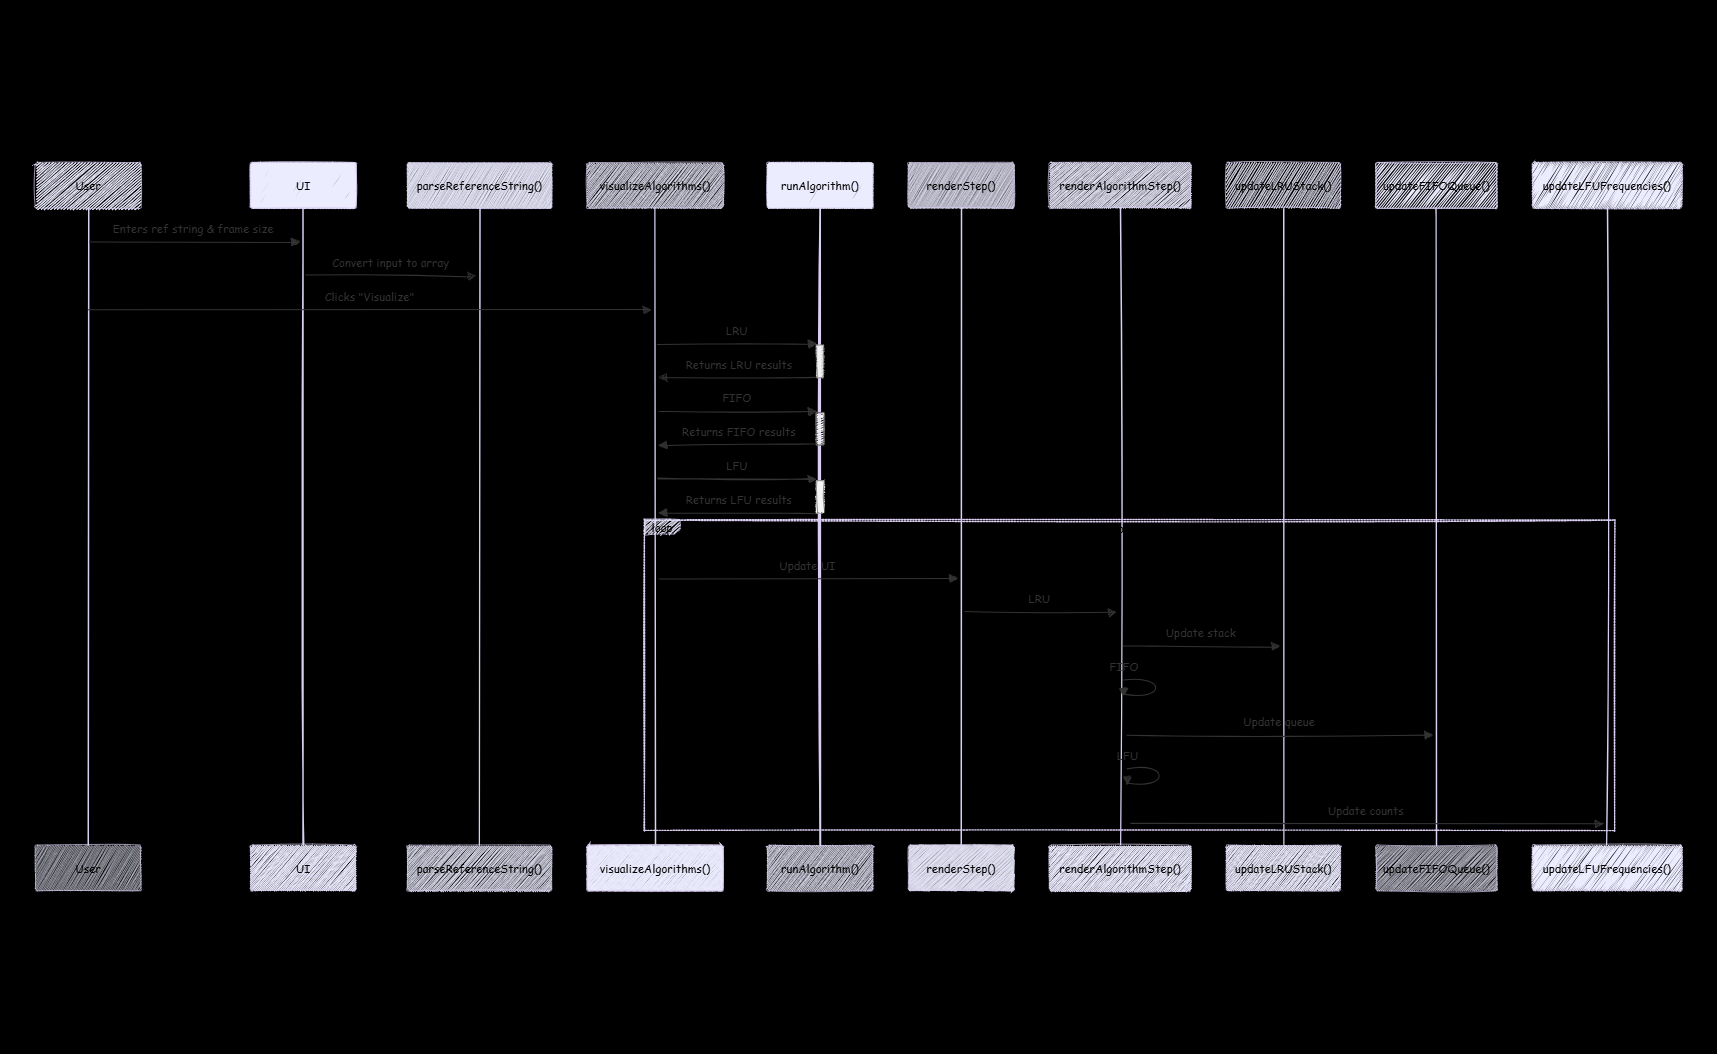 User
UI
parseReferenceString()
visualizeAlgorithms()
runAlgorithm()
renderStep()
renderAlgorithmStep()
updateLRUStack()
updateFIFOQueue()
updateLFUFrequencies()
Enters ref string & frame size
Convert input to array
Clicks "Visualize"
LRU
Returns LRU results
FIFO
Returns FIFO results
LFU
Returns LFU results
loop
Update UI
LRU
Update stack
FIFO
Update queue
LFU
Update counts
User
UI
parseReferenceString()
visualizeAlgorithms()
runAlgorithm()
renderStep()
renderAlgorithmStep()
updateLRUStack()
updateFIFOQueue()
updateLFUFrequencies()